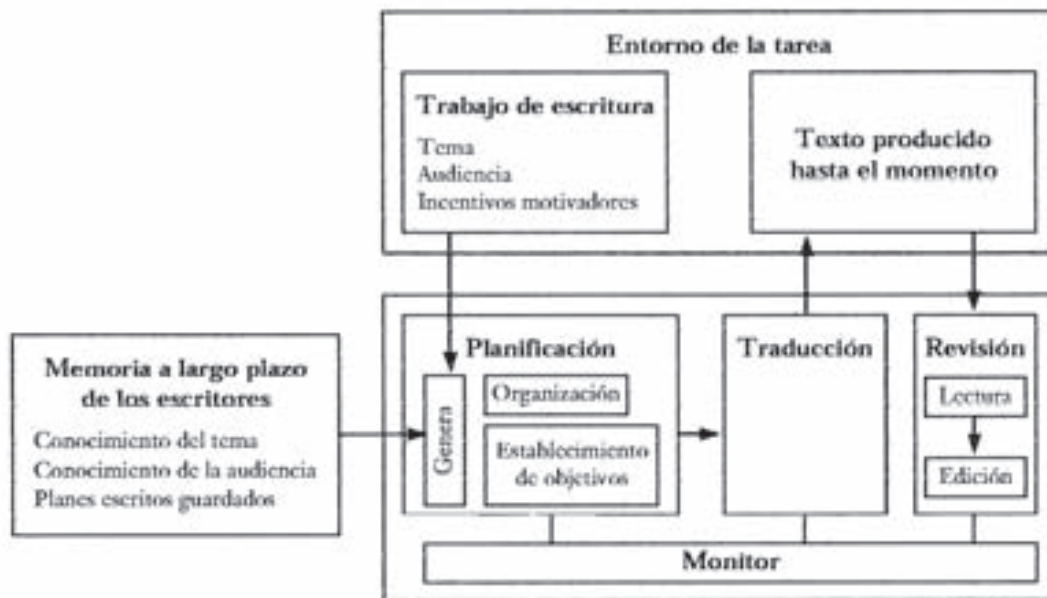 Entorno de la tarea
Trabajo de escritura
Tema
Audiencia
Incentivos motivadores
Texto producido
hasta el momento
Memoria a largo plazo
de los escritores
Conocimiento del tema
Conocimiento de la audiencia
Planes escritos guardados
Planificación
Genera
Organización
Establecimiento
de objetivos
Traducción
Revisión
Lectura
Edición
Monitor